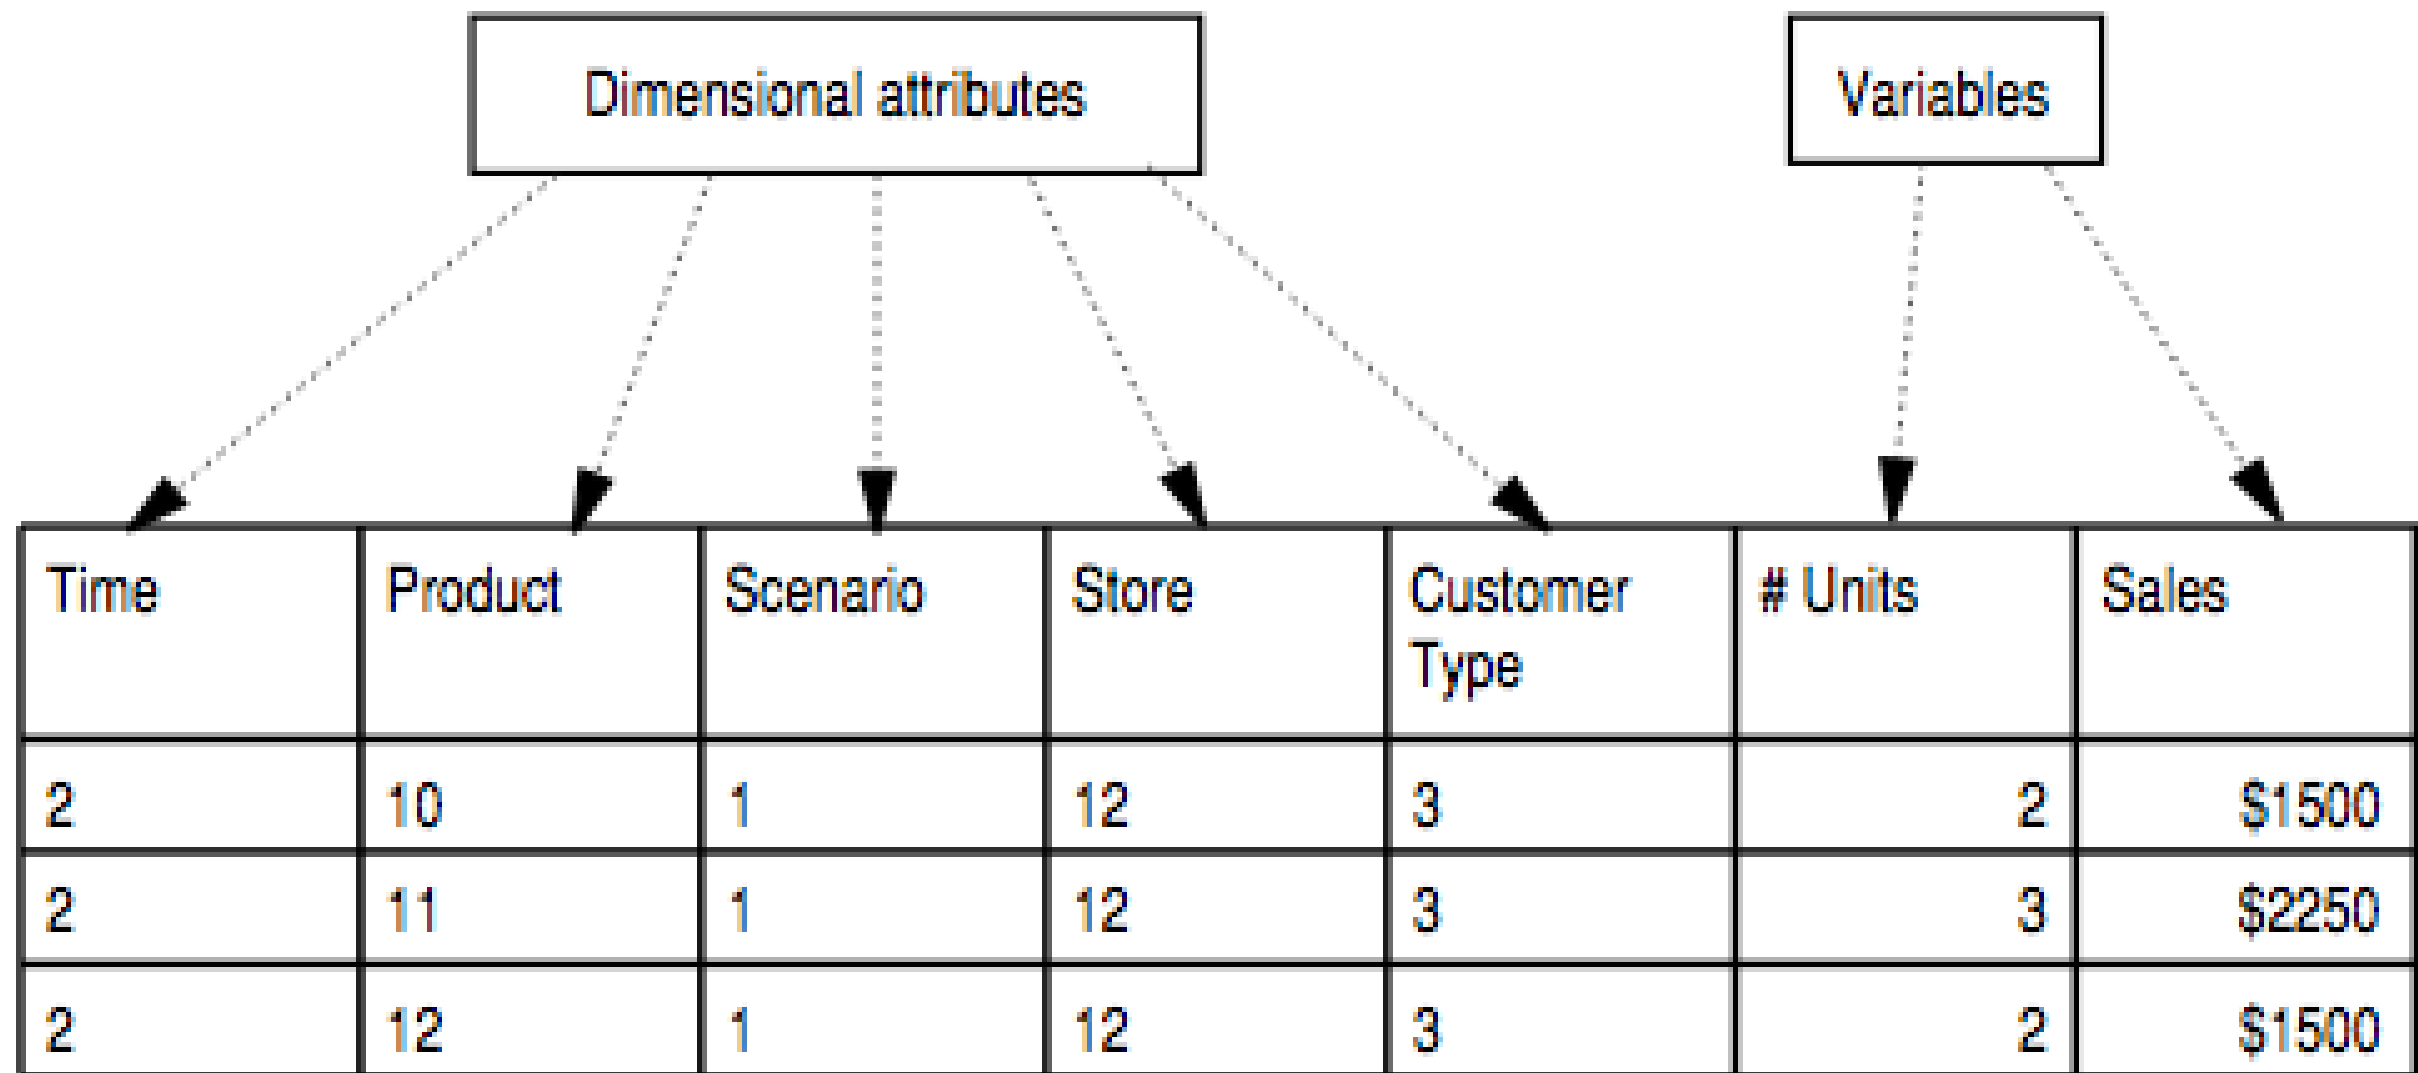 Dimensional attributes
Variables
Time Product Scenario Store Customer Type # Units Sales
2 10 1 12 3 2 $1500
2 11 1 12 3 3 $2250
2 12 1 12 3 2 $1500